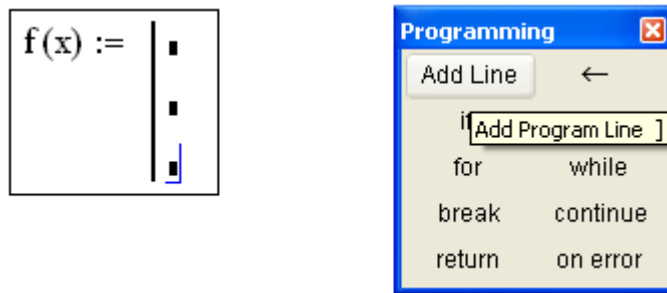 f(x) :=
Programming
Add Line ←
Add Program Line ]
for while
break continue
return on error